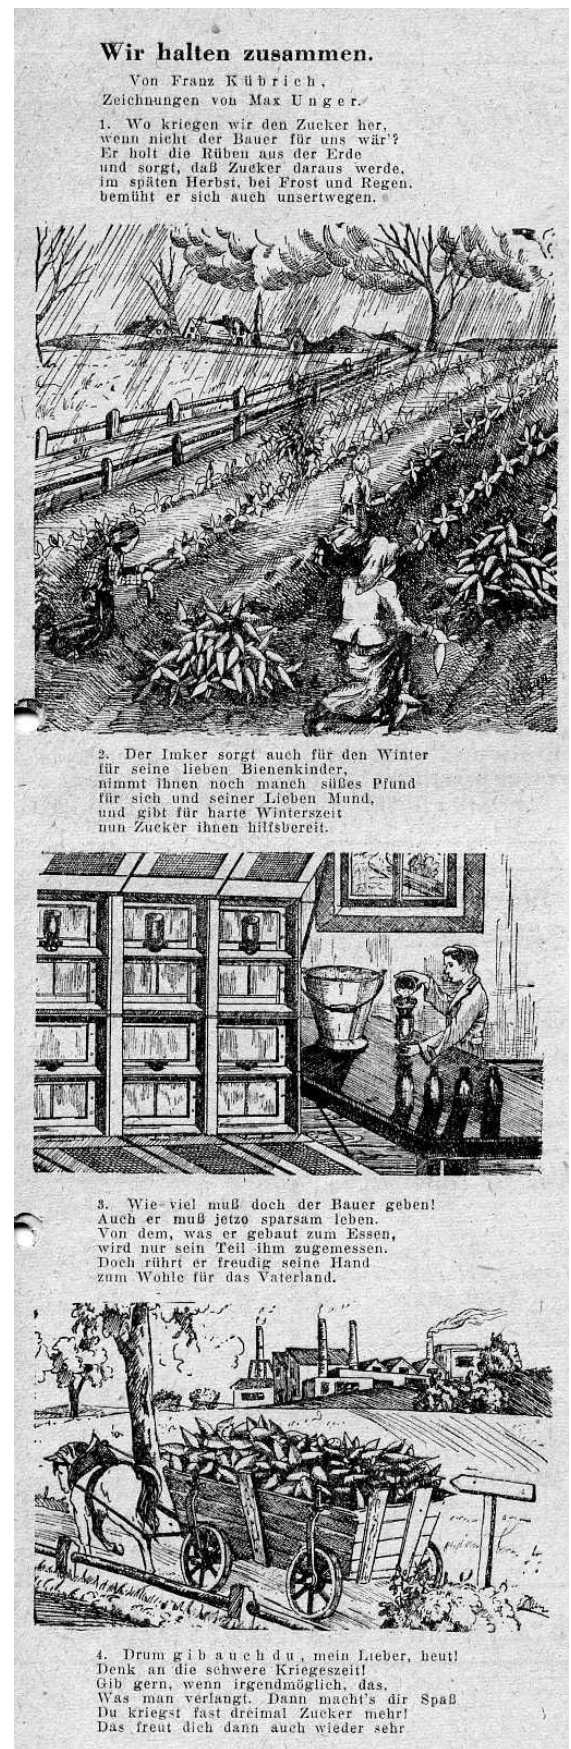 Wir halten zusammen.
Von Franz Kübrich,
Zeichnungen von Max Unger.
1. Wo kriegen wir den Zucker her,
wenn nicht der Bauer für uns wär'?
Er holt die Rüben aus der Erde
und sorgt, daß Zucker daraus werde,
im späten Herbst, bei Frost und Regen.
bemüht er sich auch unsertwegen.
2. Der Imker sorgt auch für den Winter
für seine lieben Bienenkinder,
nimmt ihnen noch manch süßes Pfund
für sich und seiner Lieben Mund,
und gibt für harte Winterszeit
nun Zucker ihnen hilfsbereit.
3. Wie viel muß doch der Bauer geben!
Auch er muß jetzo sparsam leben.
Von dem, was er gebaut zum Essen,
wird nur sein Teil ihm zugemessen.
Doch rührt er freudig seine Hand
zum Wohle für das Vaterland.
4. Drum gib auch du, mein Lieber, heut!
Denk an die schwere Kriegeszeit!
Gib gern, wenn irgendmöglich, das,
Was man verlangt. Dann macht's dir Spaß
Du kriegst fast dreimal Zucker mehr!
Das freut dich dann auch wieder sehr